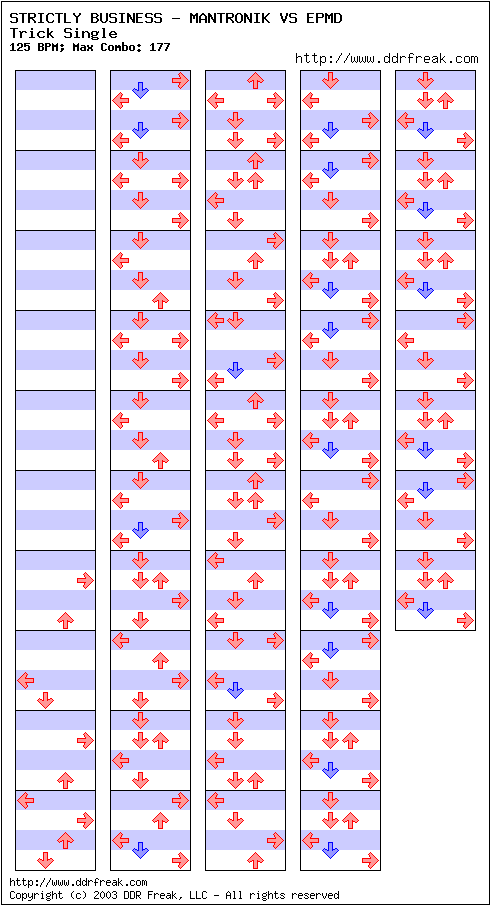 STRICTLY BUSINESS - MANTRONIK VS EPMD
Trick Single
125 BPM; Max Combo: 177
http://www.ddrfreak.com
http://www.ddrfreak.com/
Copyright (c) 2003 DDR Freak, LLC - All rights reserved